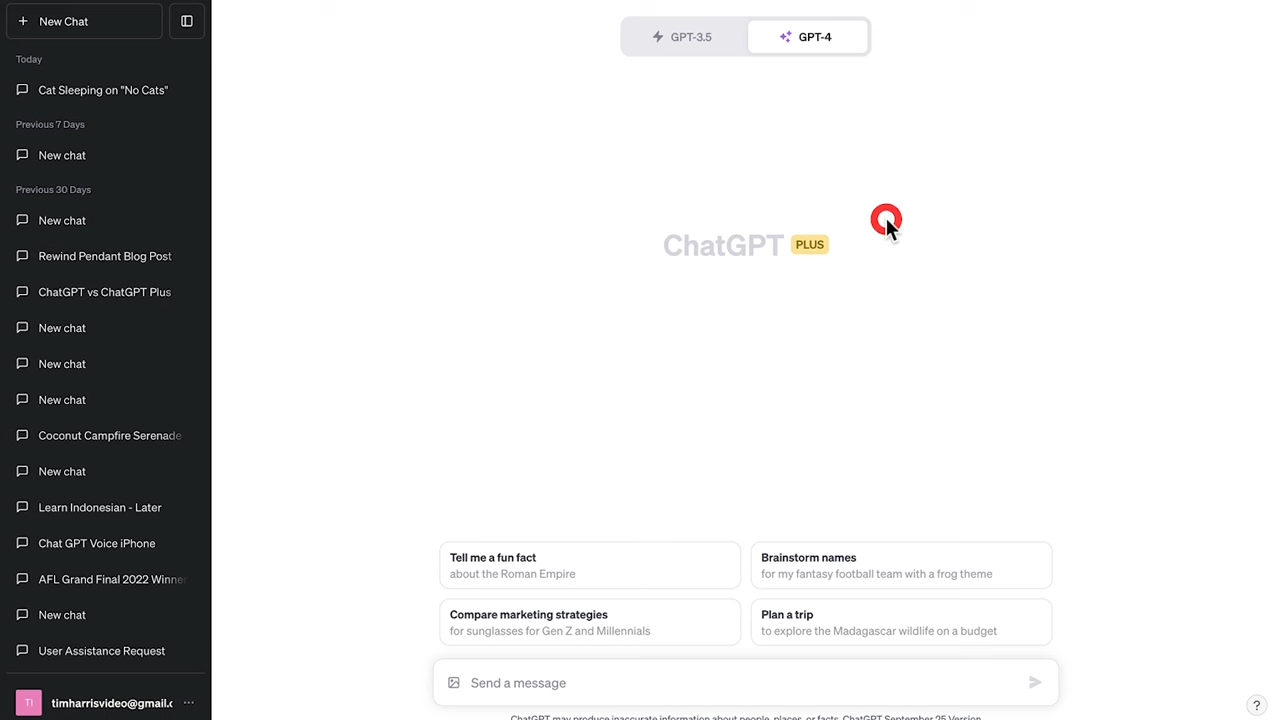 New Chat
Today
Cat Sleeping on "No Cats"
Previous 7 Days
New chat
Previous 30 Days
New chat
Rewind Pendant Blog Post
ChatGPT vs ChatGPT Plus
New chat
New chat
New chat
Coconut Campfire Serenade
New chat
Learn Indonesian - Later
Chat GPT Voice iPhone
AFL Grand Final 2022 Winner
New chat
User Assistance Request
TI timharrisvideo@gmail.c ...
GPT-3.5 GPT-4
ChatGPT PLUS
Tell me a fun fact
about the Roman Empire
Brainstorm names
for my fantasy football team with a frog theme
Compare marketing strategies
for sunglasses for Gen Z and Millennials
Plan a trip
to explore the Madagascar wildlife on a budget
Send a message
ChatGPT may produce inaccurate information about people, places, or facts. ChatGPT September 25 Version
?